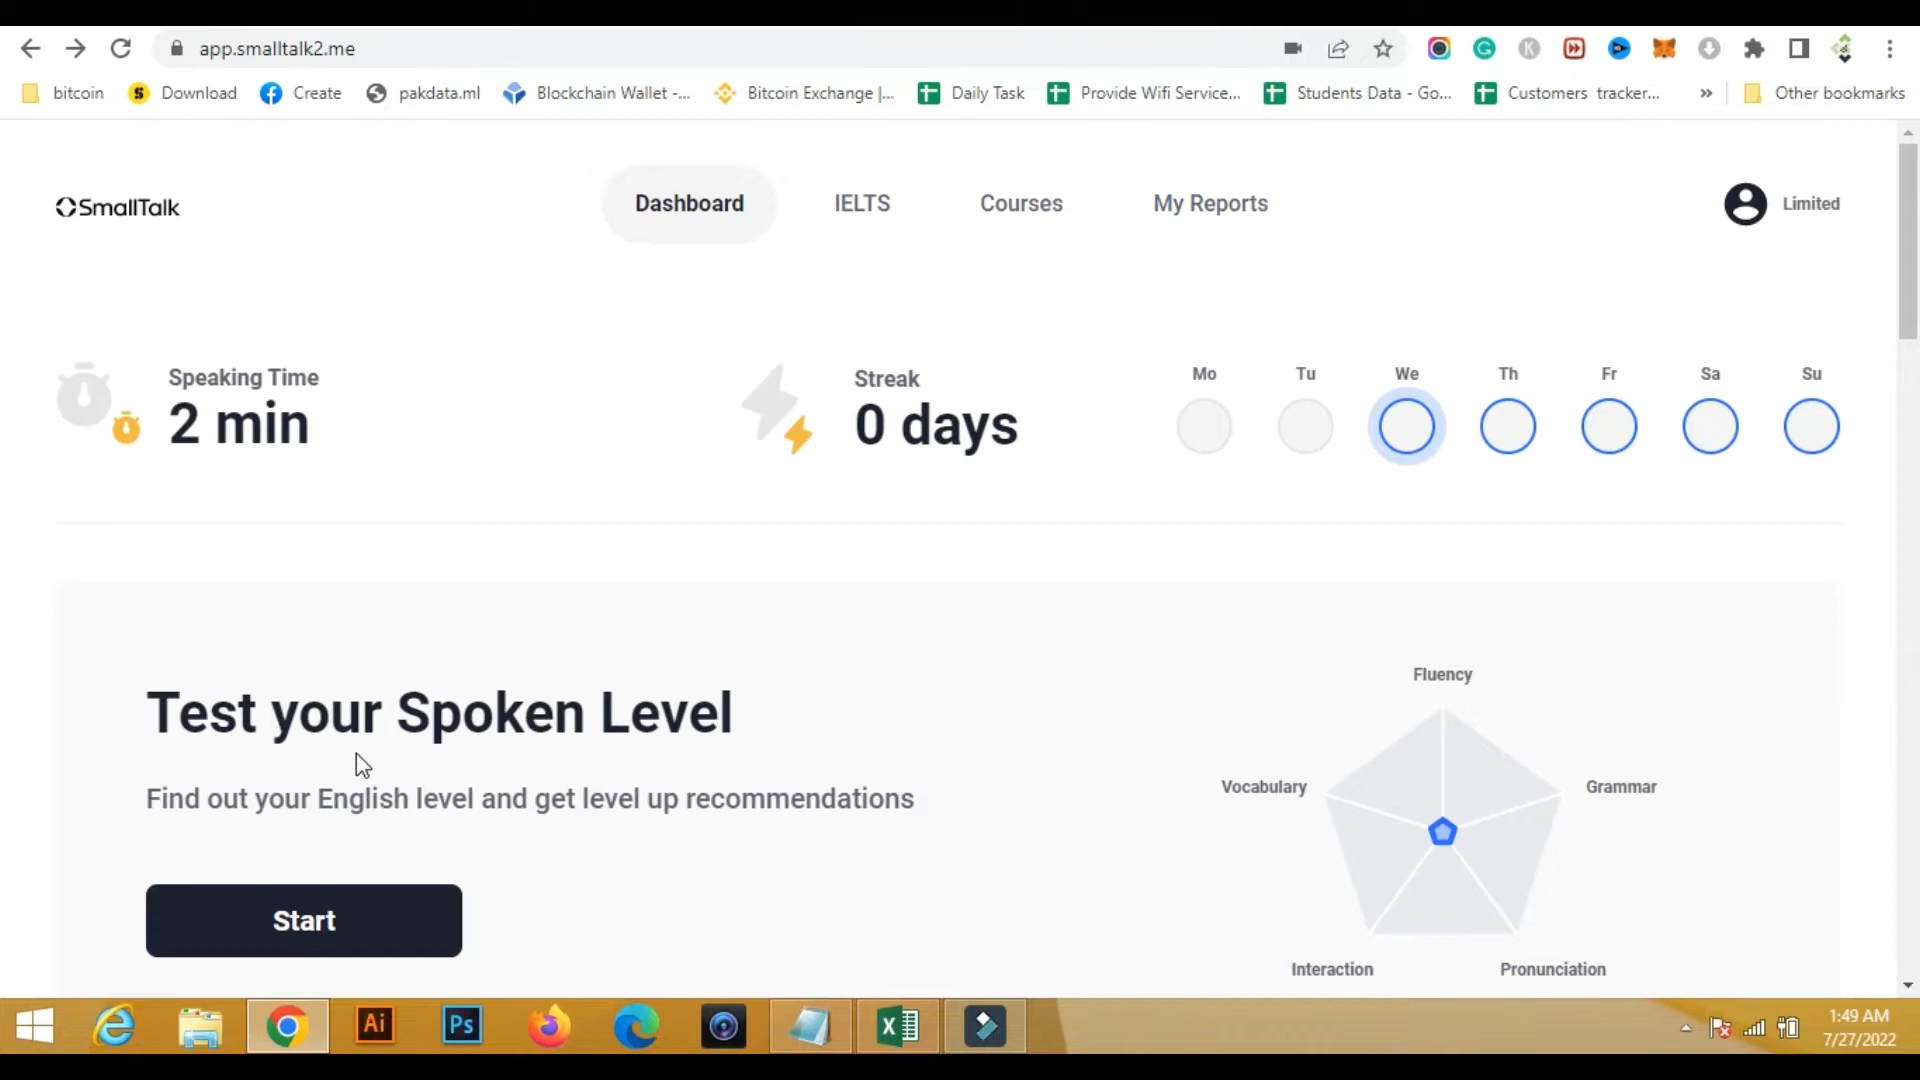 app.smalltalk2.me
bitcoin Download Create pakdata.ml Blockchain Wallet -... Bitcoin Exchange |... Daily Task Provide Wifi Service... Students Data - Go... Customers tracker... » Other bookmarks
SmallTalk Dashboard IELTS Courses My Reports Limited
Speaking Time
2 min
Streak
0 days
Mo Tu We Th Fr Sa Su
Test your Spoken Level
Find out your English level and get level up recommendations
Start
Fluency
Vocabulary Grammar
Interaction Pronunciation
Ai Ps
1:49 AM
7/27/2022